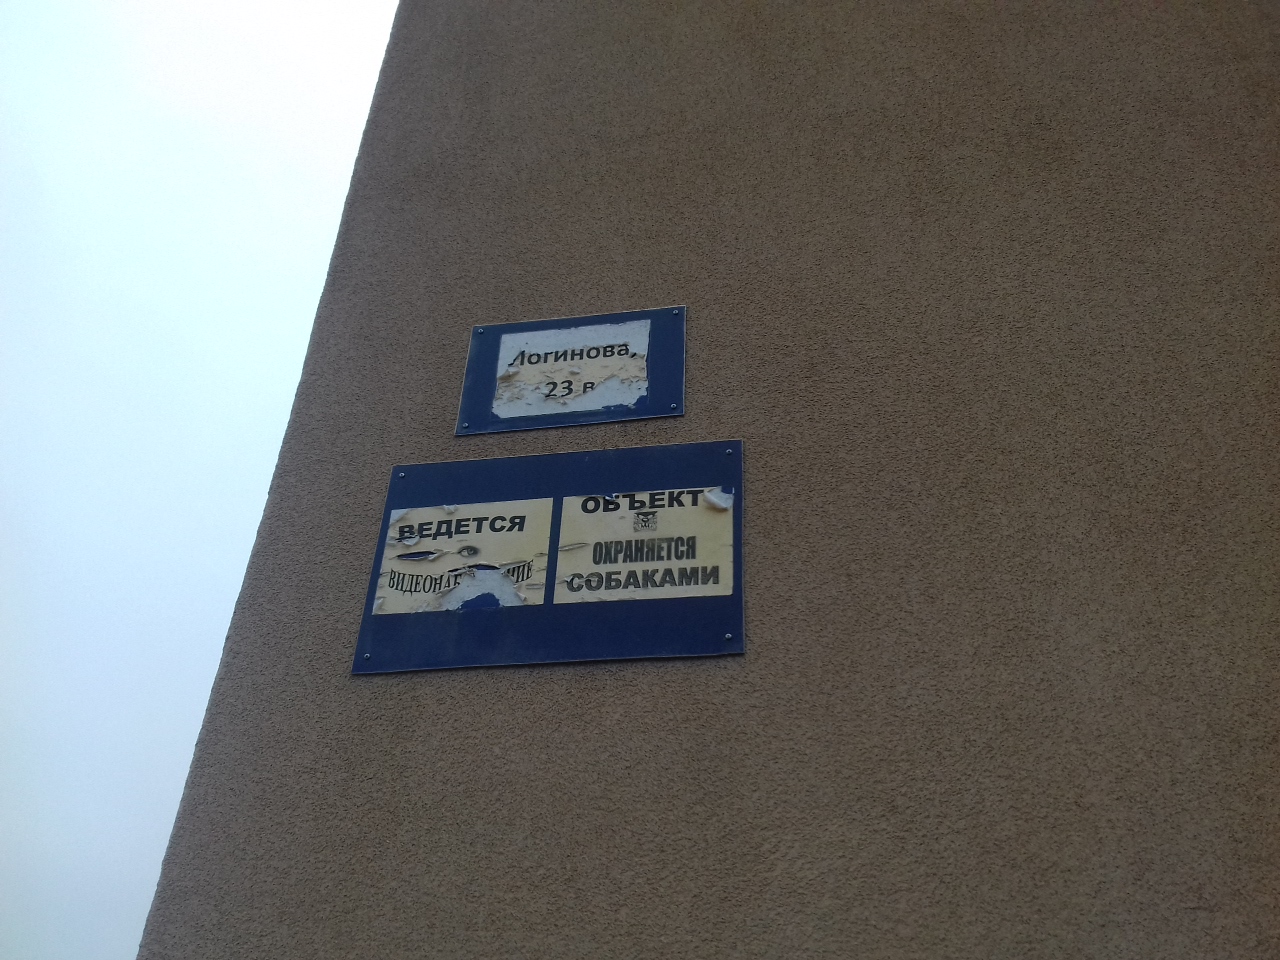 Логинова,
23 в
ВЕДЕТСЯ
ОБЪЕКТ
ОХРАНЯЕТСЯ
СОБАКАМИ